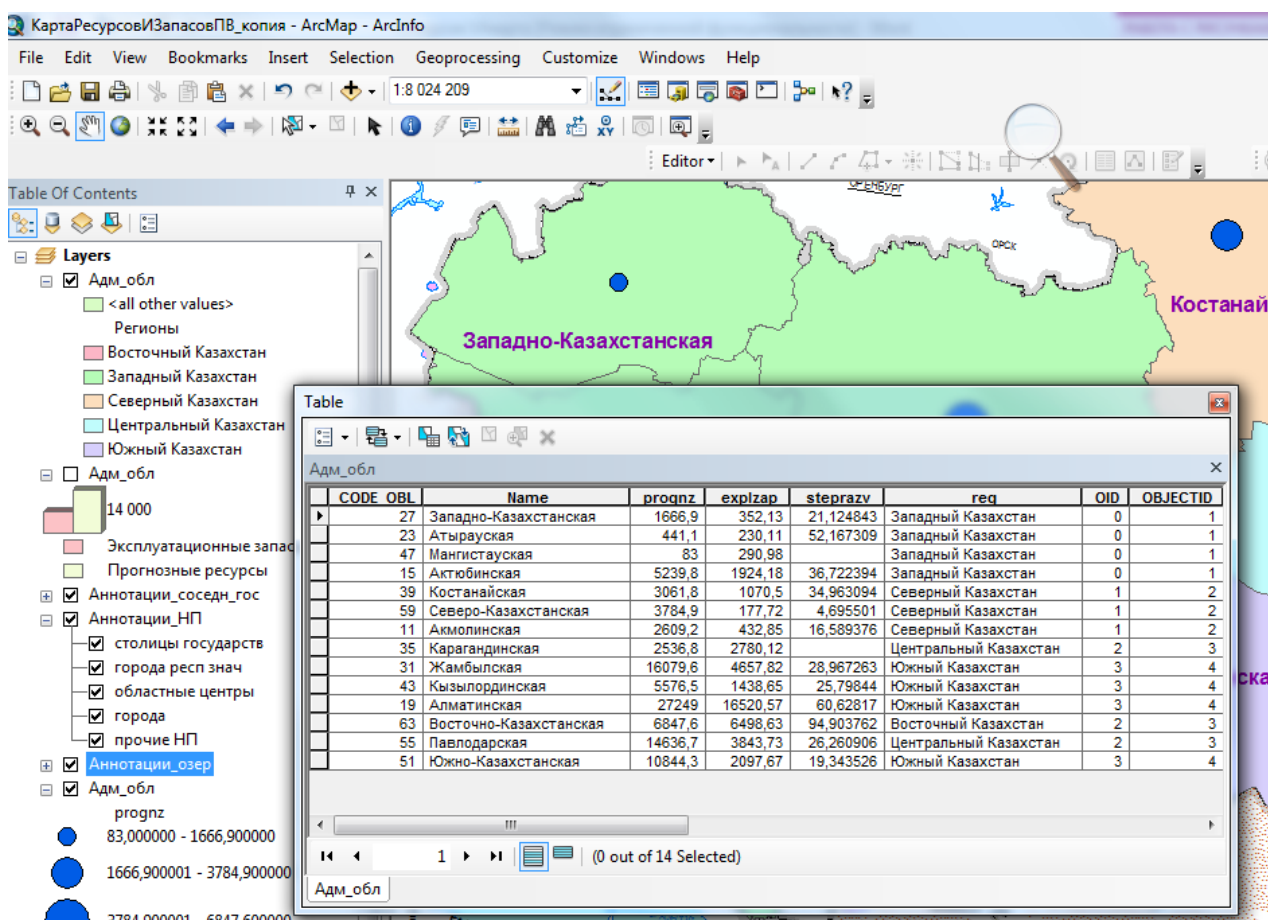 КартаРесурсовИЗапасовПВ_копия - ArcMap - ArcInfo
File Edit View Bookmarks Insert Selection Geoprocessing Customize Windows Help
1:8 024 209
Editor
Table Of Contents
Layers
Адм_обл
<all other values>
Регионы
Восточный Казахстан
Западный Казахстан
Северный Казахстан
Центральный Казахстан
Южный Казахстан
Адм_обл
14 000
Эксплуатационные запас
Прогнозные ресурсы
Аннотации_соседн_гос
Аннотации_НП
столицы государств
города респ знач
областные центры
города
прочие НП
Аннотации_озер
Адм_обл
prognz
83,000000 - 1666,900000
1666,900001 - 3784,900000
3784,900001 - 6847,600000
ОРЕНБУРГ
ОРСК
Костанай
Западно-Казахстанская
ска
Table
Адм_обл
CODE_OBL Name prognz explzap steprazv reg OID OBJECTID
27 Западно-Казахстанская 1666,9 352,13 21,124843 Западный Казахстан 0 1
23 Атырауская 441,1 230,11 52,167309 Западный Казахстан 0 1
47 Мангистауская 83 290,98 Западный Казахстан 0 1
15 Актюбинская 5239,8 1924,18 36,722394 Западный Казахстан 0 1
39 Костанайская 3061,8 1070,5 34,963094 Северный Казахстан 1 2
59 Северо-Казахстанская 3784,9 177,72 4,695501 Северный Казахстан 1 2
11 Акмолинская 2609,2 432,85 16,589376 Северный Казахстан 1 2
35 Карагандинская 2536,8 2780,12 Центральный Казахстан 2 3
31 Жамбылская 16079,6 4657,82 28,967263 Южный Казахстан 3 4
43 Кызылординская 5576,5 1438,65 25,79844 Южный Казахстан 3 4
19 Алматинская 27249 16520,57 60,62817 Южный Казахстан 3 4
63 Восточно-Казахстанская 6847,6 6498,63 94,903762 Восточный Казахстан 2 3
55 Павлодарская 14636,7 3843,73 26,260906 Центральный Казахстан 2 3
51 Южно-Казахстанская 10844,3 2097,67 19,343526 Южный Казахстан 3 4
1 (0 out of 14 Selected)
Адм_обл